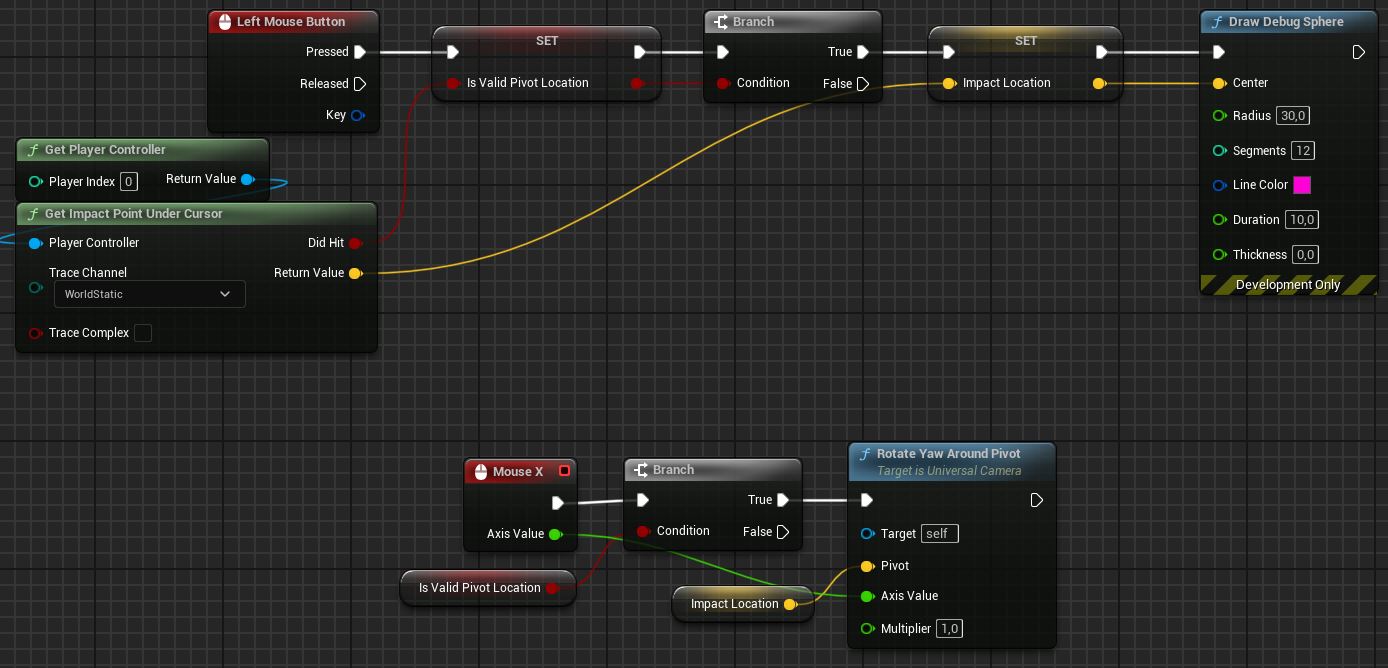 Left Mouse Button
Pressed
Released
Key
SET
Is Valid Pivot Location
Branch
True
Condition
False
SET
Impact Location
Draw Debug Sphere
Center
Radius 30,0
Segments 12
Line Color
Duration 10,0
Thickness 0,0
Development Only
Get Player Controller
Player Index 0
Return Value
Get Impact Point Under Cursor
Player Controller
Did Hit
Trace Channel
Return Value
WorldStatic
Trace Complex
Mouse X
Axis Value
Branch
True
Condition
False
Is Valid Pivot Location
Impact Location
Rotate Yaw Around Pivot
Target is Universal Camera
Target self
Pivot
Axis Value
Multiplier 1,0